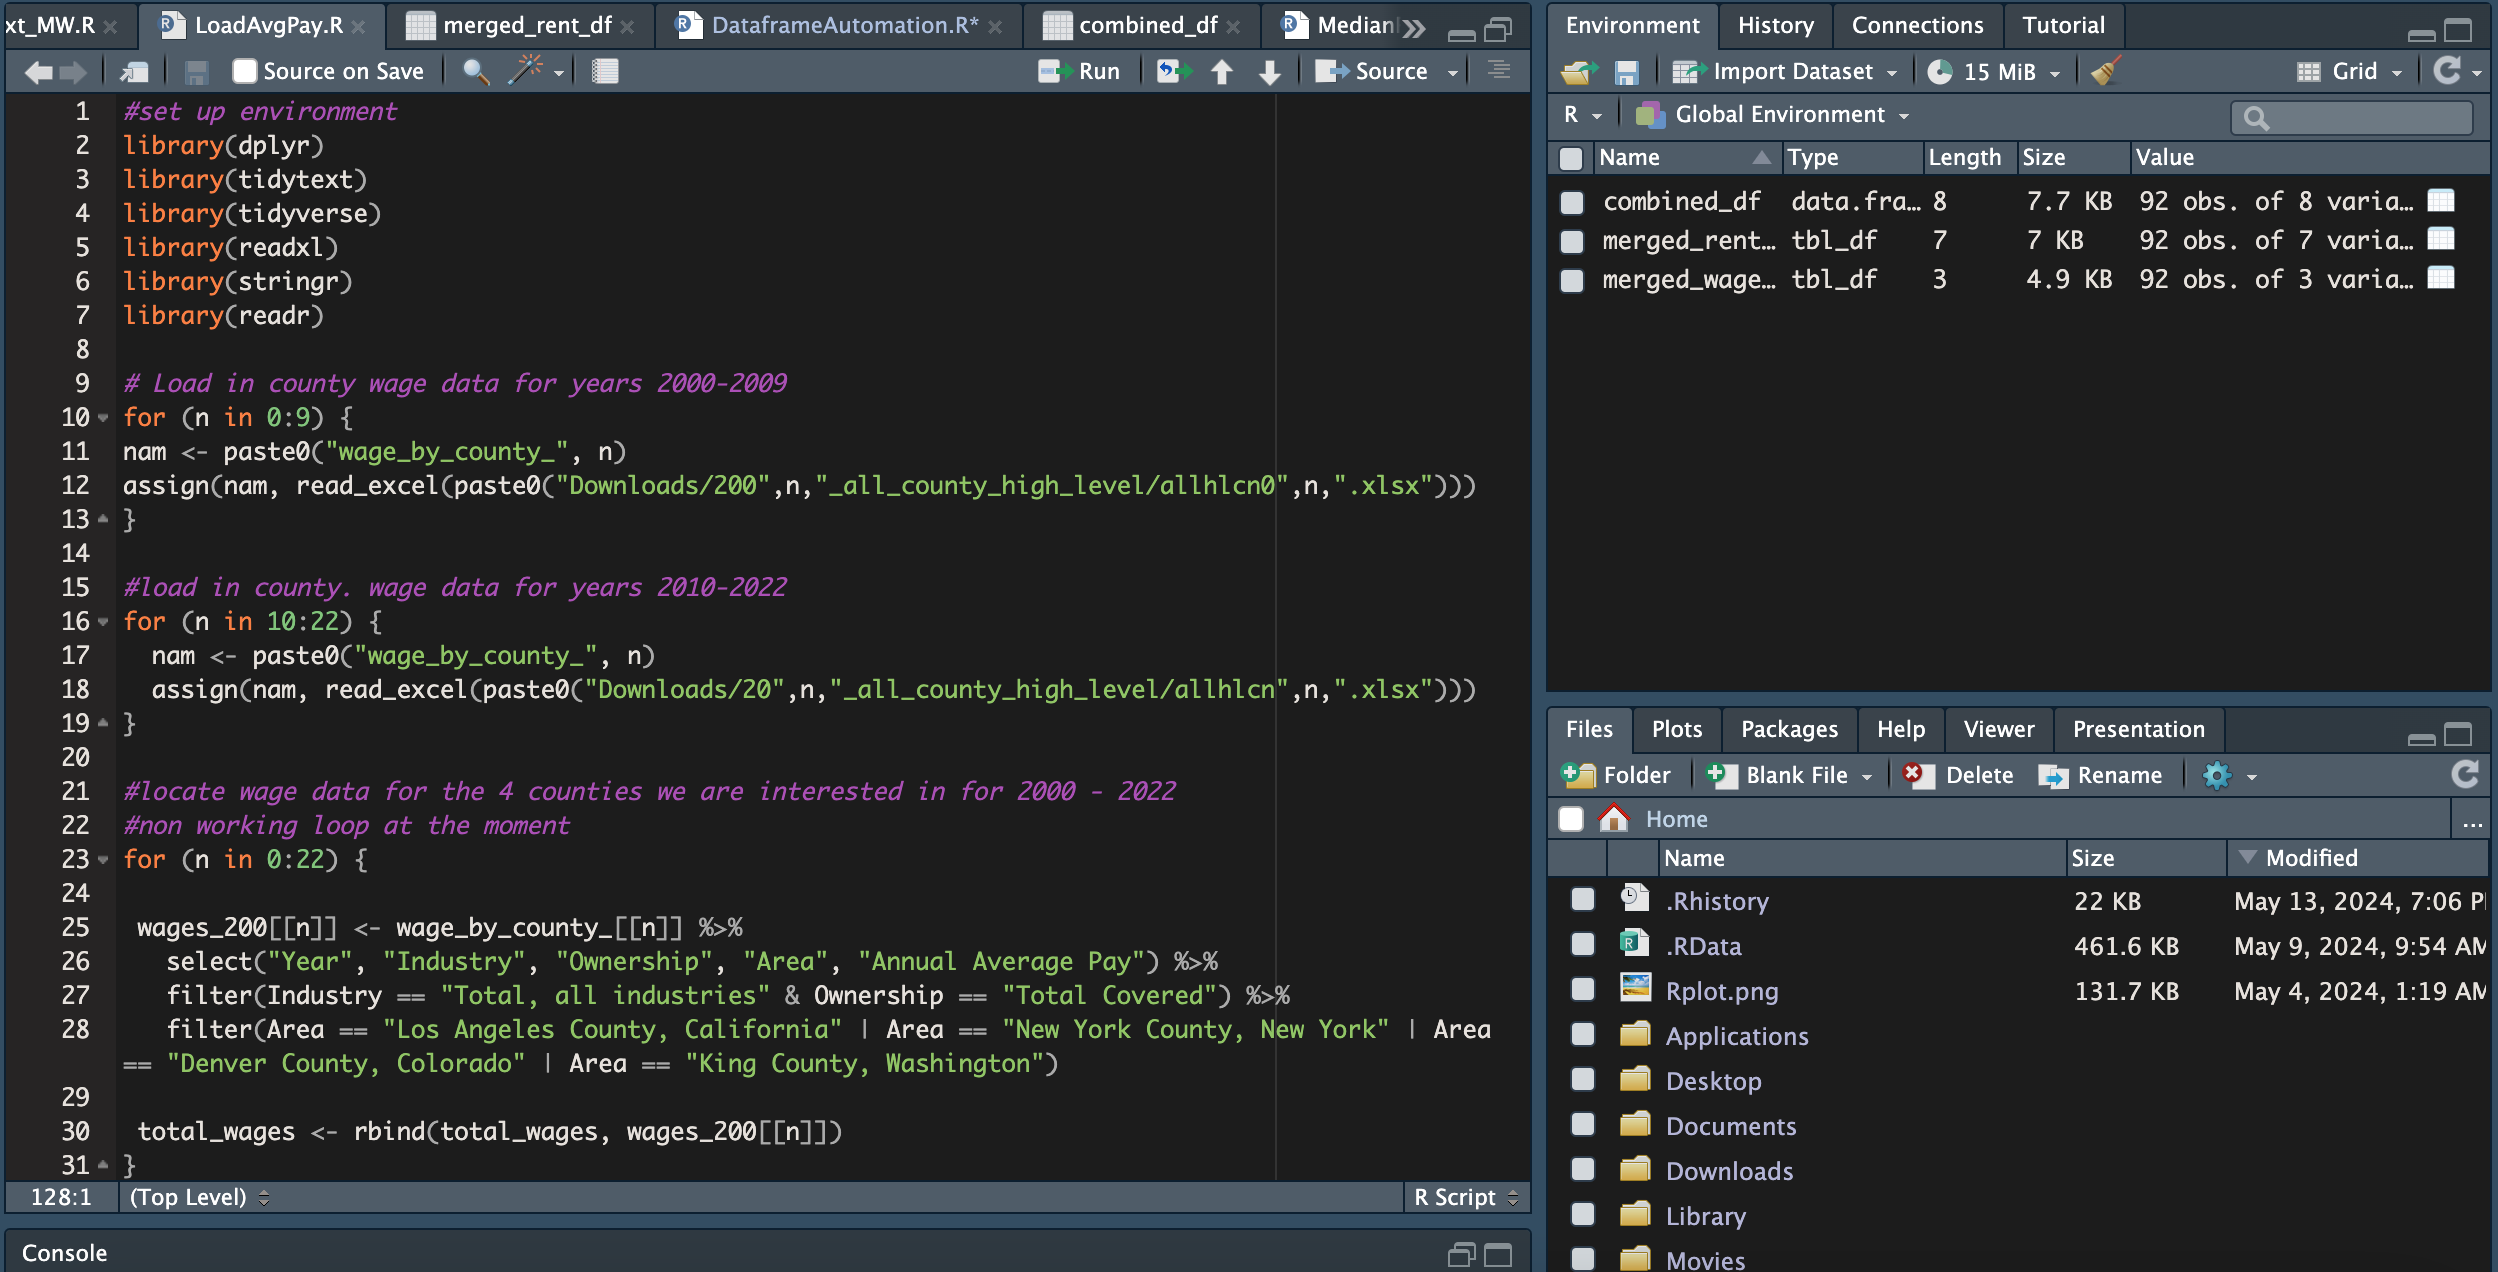 xt_MW.R
LoadAvgPay.R
merged_rent_df
DataframeAutomation.R*
combined_df
Median
Source on Save
Run
Source
1 #set up environment
2 library(dplyr)
3 library(tidytext)
4 library(tidyverse)
5 library(readxl)
6 library(stringr)
7 library(readr)
8
9 # Load in county wage data for years 2000-2009
10 for (n in 0:9) {
11 nam <- paste0("wage_by_county_", n)
12 assign(nam, read_excel(paste0("Downloads/200",n,"_all_county_high_level/allhlcn0",n,".xlsx")))
13 }
14
15 #load in county. wage data for years 2010-2022
16 for (n in 10:22) {
17   nam <- paste0("wage_by_county_", n)
18   assign(nam, read_excel(paste0("Downloads/20",n,"_all_county_high_level/allhlcn",n,".xlsx")))
19 }
20
21 #locate wage data for the 4 counties we are interested in for 2000 - 2022
22 #non working loop at the moment
23 for (n in 0:22) {
24
25  wages_200[[n]] <- wage_by_county_[[n]] %>%
26    select("Year", "Industry", "Ownership", "Area", "Annual Average Pay") %>%
27    filter(Industry == "Total, all industries" & Ownership == "Total Covered") %>%
28    filter(Area == "Los Angeles County, California" | Area == "New York County, New York" | Area
== "Denver County, Colorado" | Area == "King County, Washington")
29
30  total_wages <- rbind(total_wages, wages_200[[n]])
31 }
128:1 (Top Level) R Script
Console
Environment History Connections Tutorial
Import Dataset 15 MiB Grid
R Global Environment
Name Type Length Size Value
combined_df data.fra… 8 7.7 KB 92 obs. of 8 varia…
merged_rent… tbl_df 7 7 KB 92 obs. of 7 varia…
merged_wage… tbl_df 3 4.9 KB 92 obs. of 3 varia…
Files Plots Packages Help Viewer Presentation
Folder Blank File Delete Rename
Home ...
Name Size Modified
.Rhistory 22 KB May 13, 2024, 7:06 P
.RData 461.6 KB May 9, 2024, 9:54 AM
Rplot.png 131.7 KB May 4, 2024, 1:19 AM
Applications
Desktop
Documents
Downloads
Library
Movies